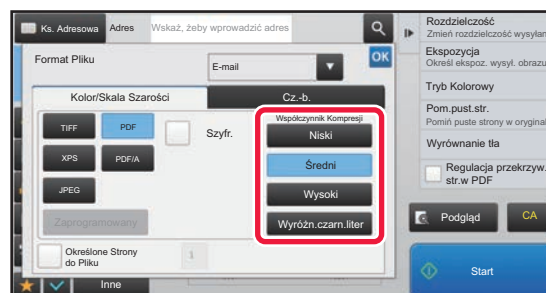 Ks. Adresowa
Adres
Wskaż, żeby wprowadzić adres
Format Pliku
E-mail
OK
Kolor/Skala Szarości
Cz.-b.
TIFF
PDF
Szyfr.
XPS
PDF/A
JPEG
Zaprogramowany
Współczynnik Kompresji
Niski
Średni
Wysoki
Wyróżn.czarn.liter
Określone Strony
do Pliku
1
Inne
Rozdzielczość
Zmień rozdzielczość wysyłan
Ekspozycja
Określ ekspoz. wysył. obrazu
Tryb Kolorowy
Pom.pust.str.
Pomiń puste strony w oryginal
Wyrównanie tła
Regulacja przekrzyw.
str.w PDF
Podgląd
CA
Start